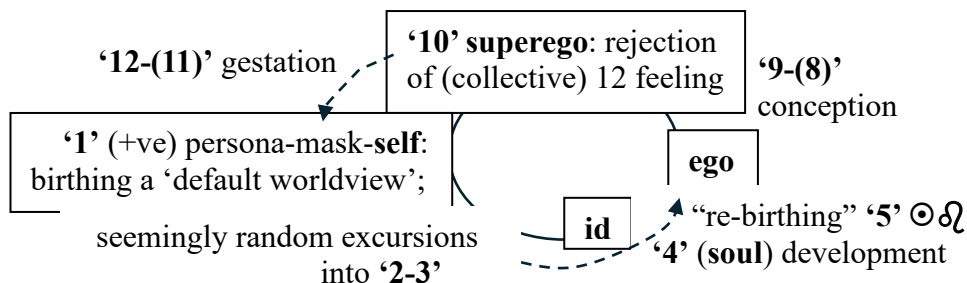 ‘10’ superego: rejection
of (collective) 12 feeling
‘12-(11)’ gestation
‘9-(8)’
conception
‘1’ (+ve) persona-mask-self:
birthing a ‘default worldview’;
ego
id
“re-birthing” ‘5’ ☉♌
‘4’ (soul) development
seemingly random excursions
into ‘2-3’